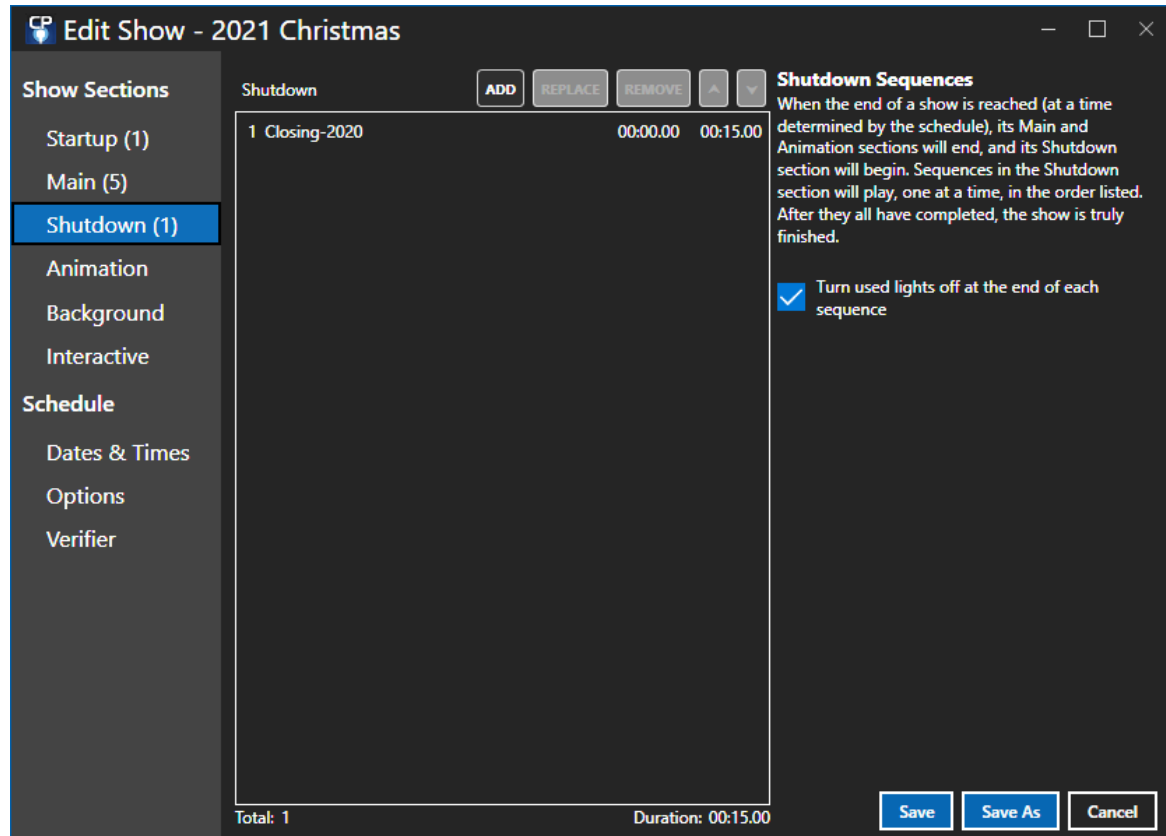 CP Edit Show - 2021 Christmas
Show Sections
Startup (1)
Main (5)
Shutdown (1)
Animation
Background
Interactive
Schedule
Dates & Times
Options
Verifier
Shutdown ADD REPLACE REMOVE
1 Closing-2020 00:00.00 00:15.00
Total: 1 Duration: 00:15.00
Shutdown Sequences
When the end of a show is reached (at a time
determined by the schedule), its Main and
Animation sections will end, and its Shutdown
section will begin. Sequences in the Shutdown
section will play, one at a time, in the order listed.
After they all have completed, the show is truly
finished.
Turn used lights off at the end of each
sequence
Save Save As Cancel